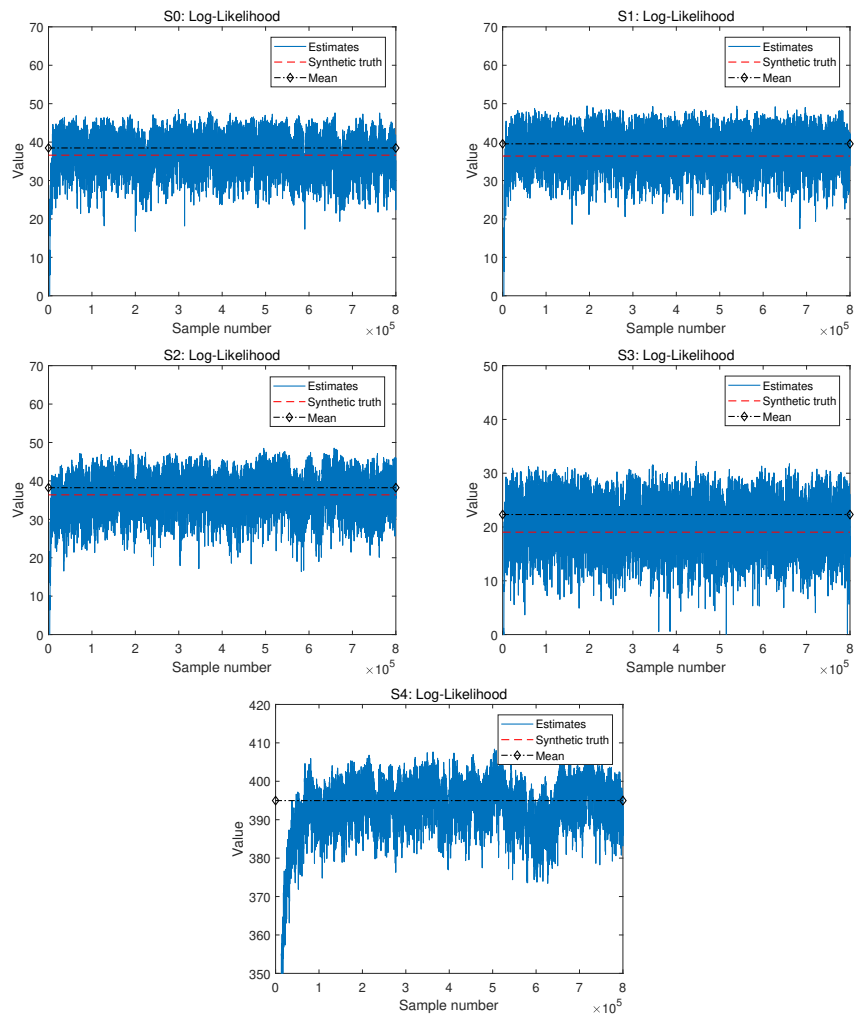 S0: Log-Likelihood
70
60
50
40
30
20
10
0
Value
Estimates
Synthetic truth
Mean
0 1 2 3 4 5 6 7 8
Sample number
×10^5
S1: Log-Likelihood
70
60
50
40
30
20
10
0
Value
Estimates
Synthetic truth
Mean
0 1 2 3 4 5 6 7 8
Sample number
×10^5
S2: Log-Likelihood
70
60
50
40
30
20
10
0
Value
Estimates
Synthetic truth
Mean
0 1 2 3 4 5 6 7 8
Sample number
×10^5
S3: Log-Likelihood
50
40
30
20
10
0
Value
Estimates
Synthetic truth
Mean
0 1 2 3 4 5 6 7 8
Sample number
×10^5
S4: Log-Likelihood
420
410
400
390
380
370
360
350
Value
Estimates
Synthetic truth
Mean
0 1 2 3 4 5 6 7 8
Sample number
×10^5